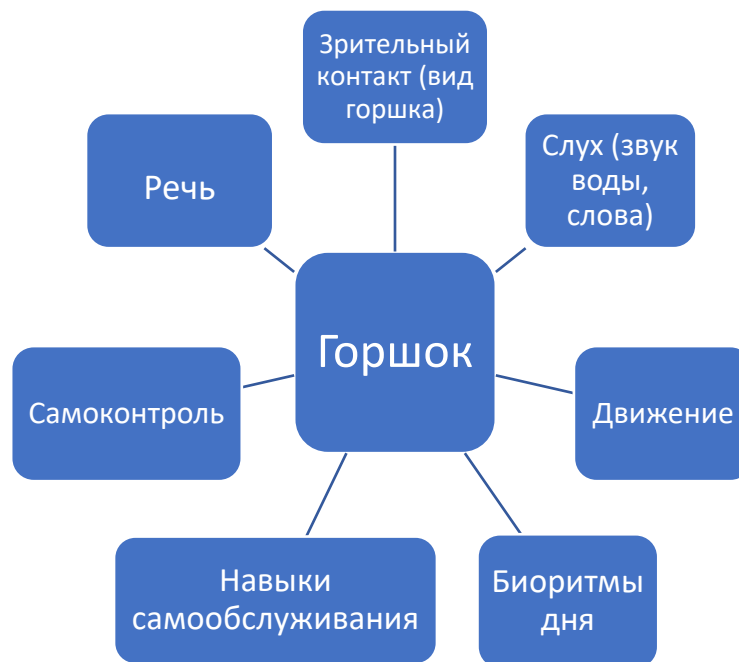 Зрительный
контакт (вид
горшка)
Слух (звук
воды,
слова)
Речь
Горшок
Самоконтроль
Движение
Навыки
самообслуживания
Биоритмы
дня